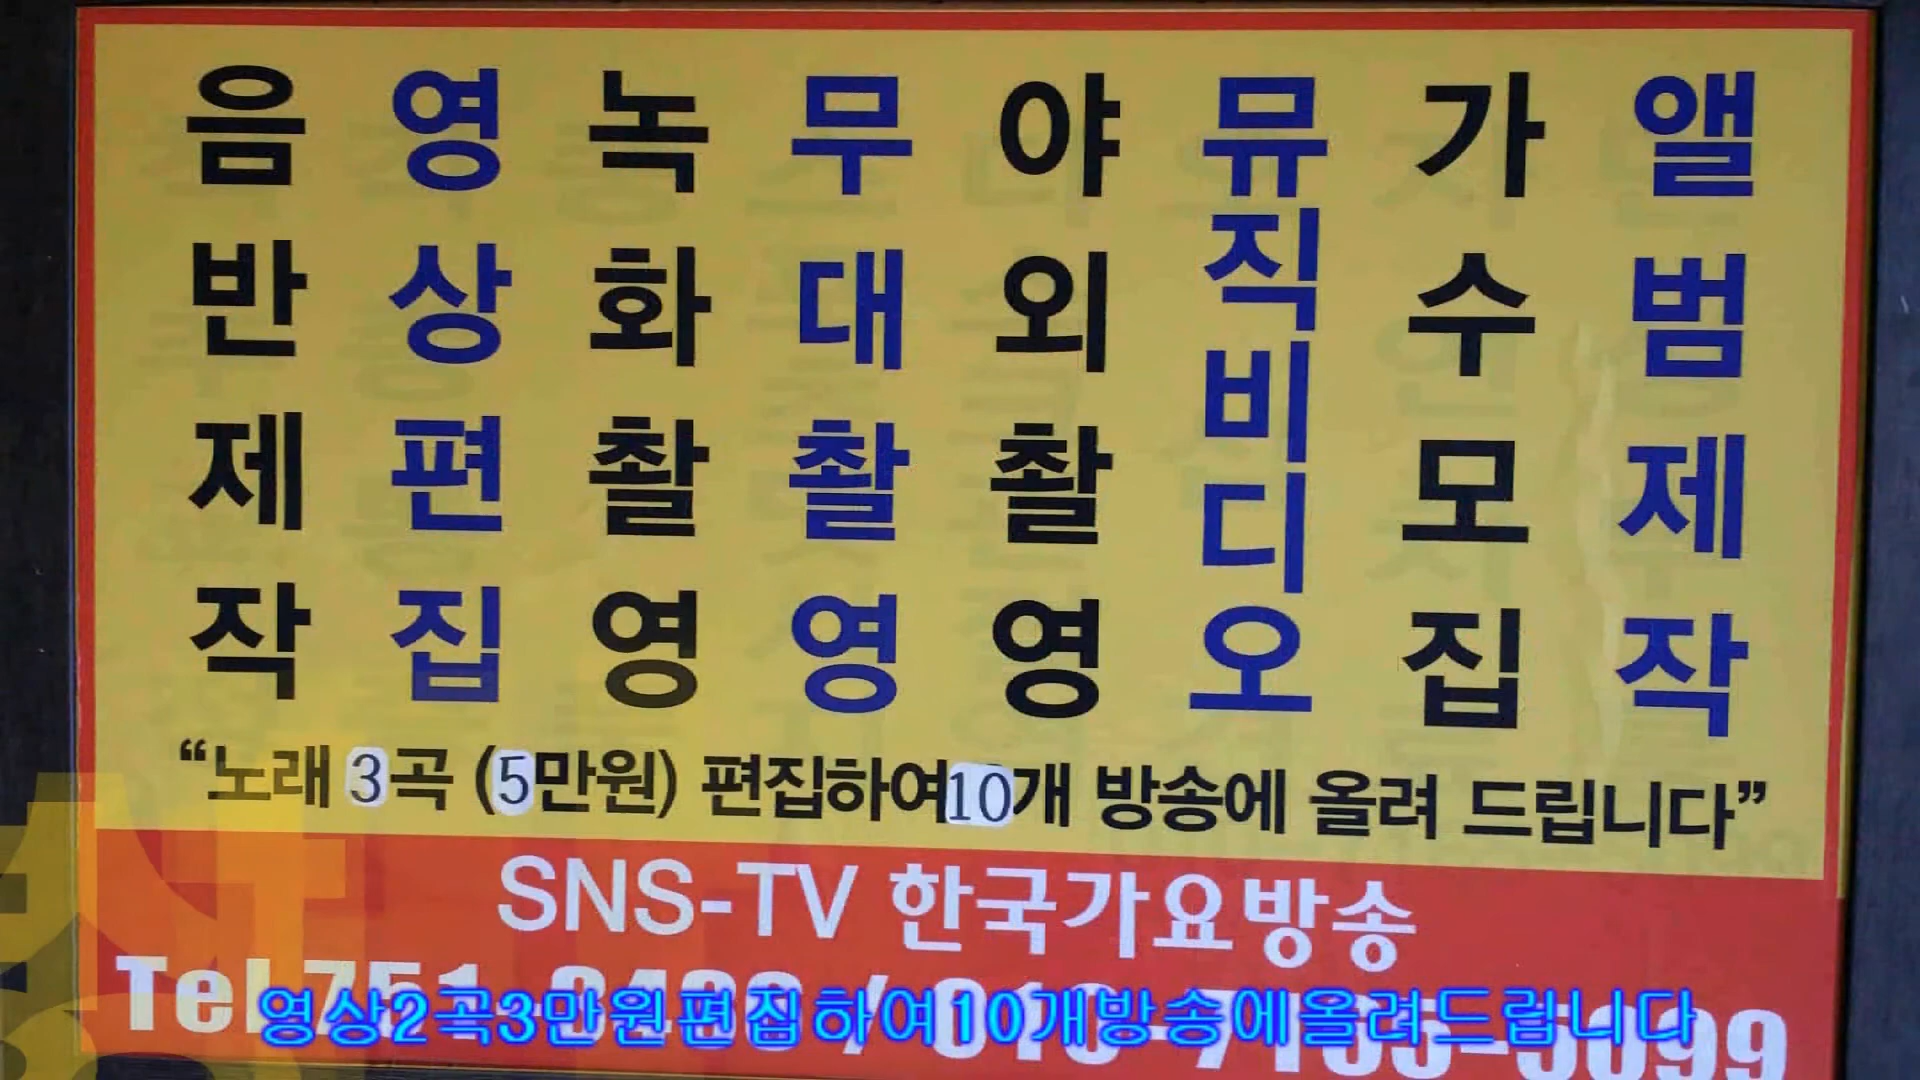 음반제작
영상편집
녹화촬영
무대촬영
야외촬영
뮤직비디오
가수모집
앨범제작
“노래 3곡 (5만원) 편집하여 10개 방송에 올려 드립니다”
SNS-TV 한국가요방송
Tel 751-
영상2곡3만원편집하여10개방송에올려드립니다